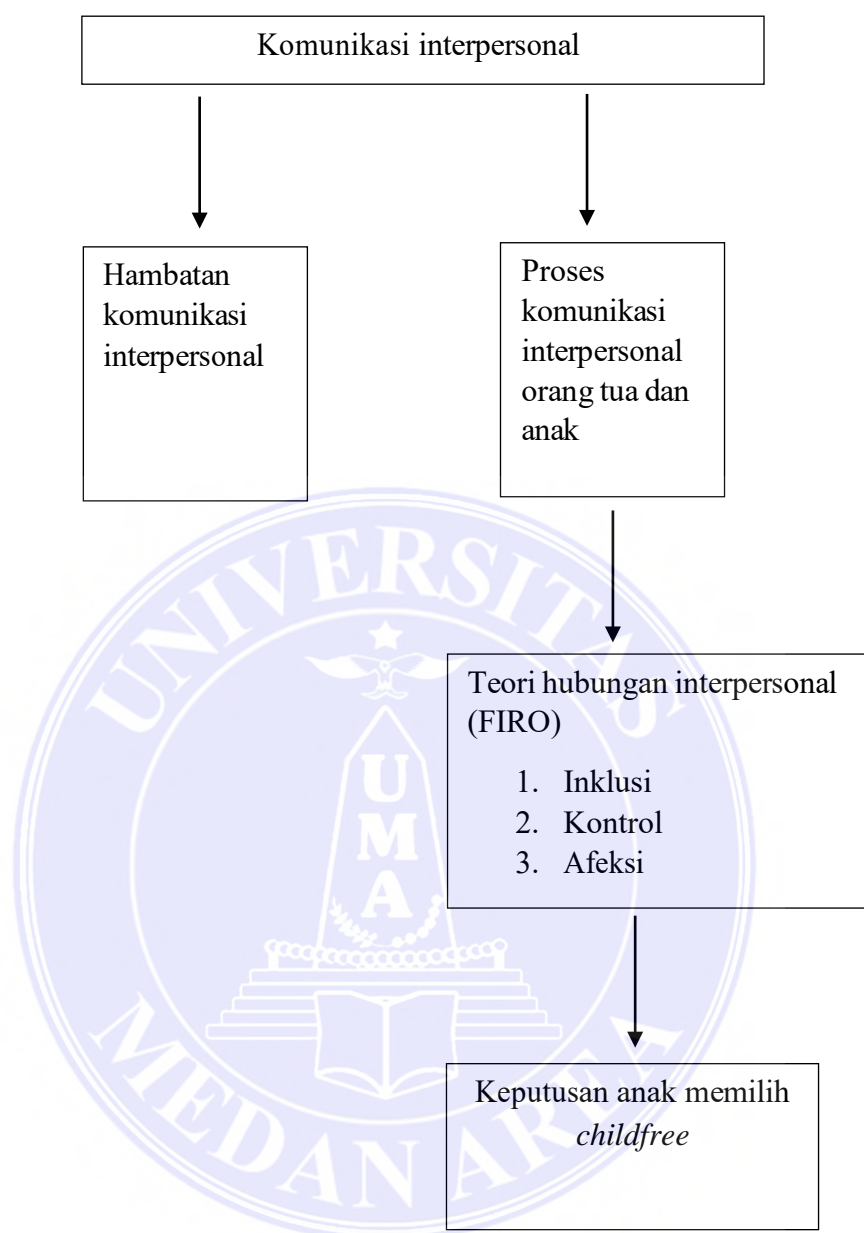 Komunikasi interpersonal
Hambatan
komunikasi
interpersonal
Proses
komunikasi
interpersonal
orang tua dan
anak
Teori hubungan interpersonal
(FIRO)
1. Inklusi
2. Kontrol
3. Afeksi
Keputusan anak memilih
childfree
UNIVERSITAS
UMA
MEDAN AREA